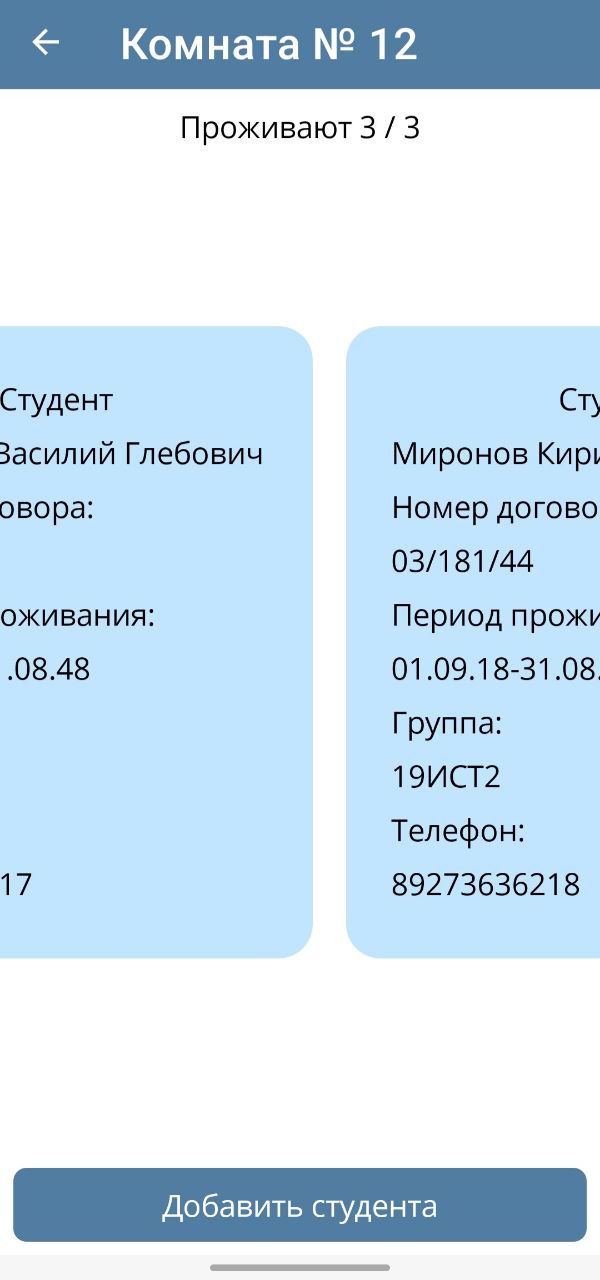 Комната № 12
Проживают 3 / 3
Студент
Василий Глебович
овора:
оживания:
.08.48
17
Сту
Миронов Кири
Номер догово
03/181/44
Период прожи
01.09.18-31.08.
Группа:
19ИСТ2
Телефон:
89273636218
Добавить студента